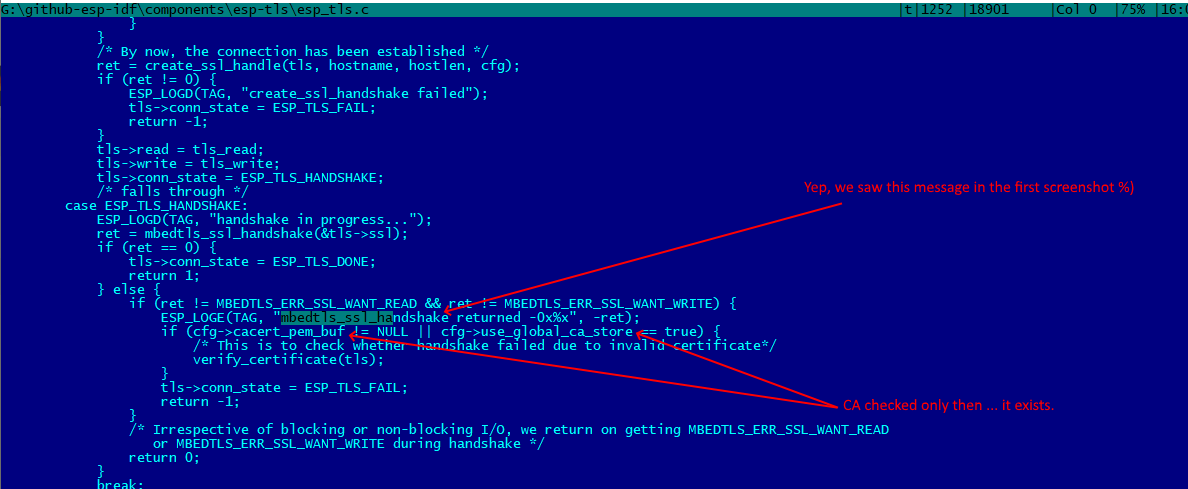 G:\github-esp-idf\components\esp-tls\esp_tls.c |t|1252 |18901 |Col 0 |75% |16:0
}
}
/* By now, the connection has been established */
ret = create_ssl_handle(tls, hostname, hostlen, cfg);
if (ret != 0) {
ESP_LOGD(TAG, "create_ssl_handshake failed");
tls->conn_state = ESP_TLS_FAIL;
return -1;
}
tls->read = tls_read;
tls->write = tls_write;
tls->conn_state = ESP_TLS_HANDSHAKE;
/* falls through */
Yep, we saw this message in the first screenshot %)
case ESP_TLS_HANDSHAKE:
ESP_LOGD(TAG, "handshake in progress...");
ret = mbedtls_ssl_handshake(&tls->ssl);
if (ret == 0) {
tls->conn_state = ESP_TLS_DONE;
return 1;
} else {
if (ret != MBEDTLS_ERR_SSL_WANT_READ && ret != MBEDTLS_ERR_SSL_WANT_WRITE) {
ESP_LOGE(TAG, "mbedtls_ssl_handshake returned -0x%x", -ret);
if (cfg->cacert_pem_buf != NULL || cfg->use_global_ca_store == true) {
/* This is to check whether handshake failed due to invalid certificate*/
verify_certificate(tls);
}
tls->conn_state = ESP_TLS_FAIL;
return -1;
CA checked only then ... it exists.
}
/* Irrespective of blocking or non-blocking I/O, we return on getting MBEDTLS_ERR_SSL_WANT_READ
or MBEDTLS_ERR_SSL_WANT_WRITE during handshake */
return 0;
}
break;